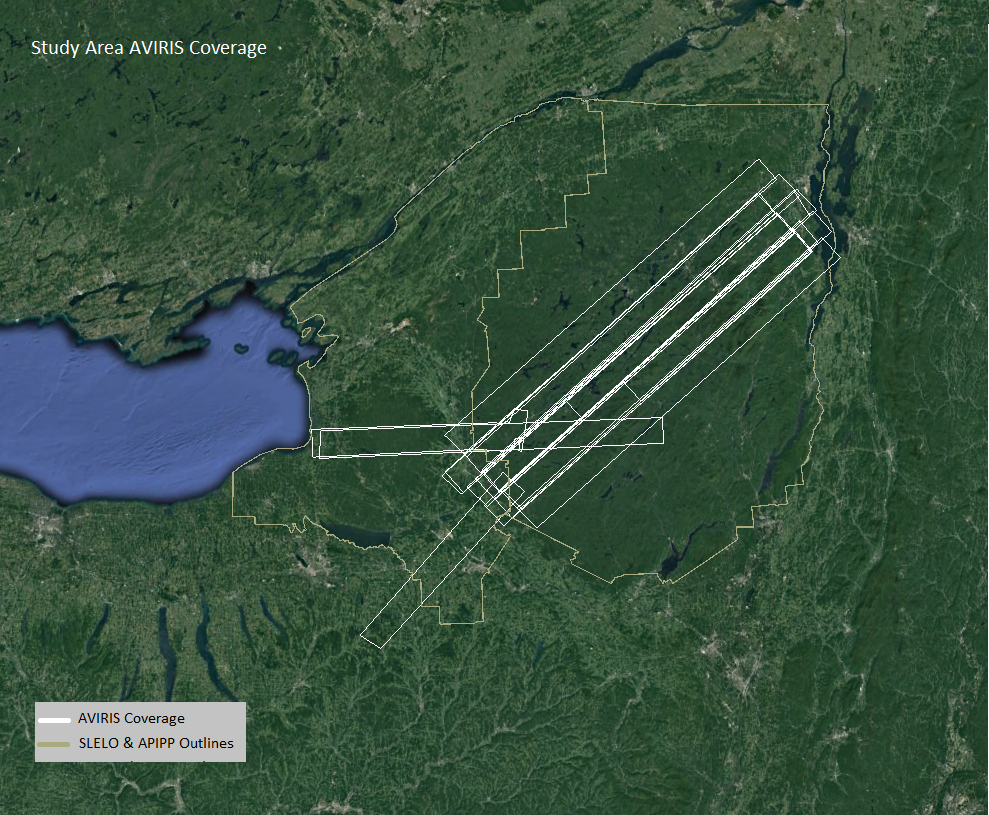 Study Area AVIRIS Coverage
AVIRIS Coverage
SLELO & APIPP Outlines